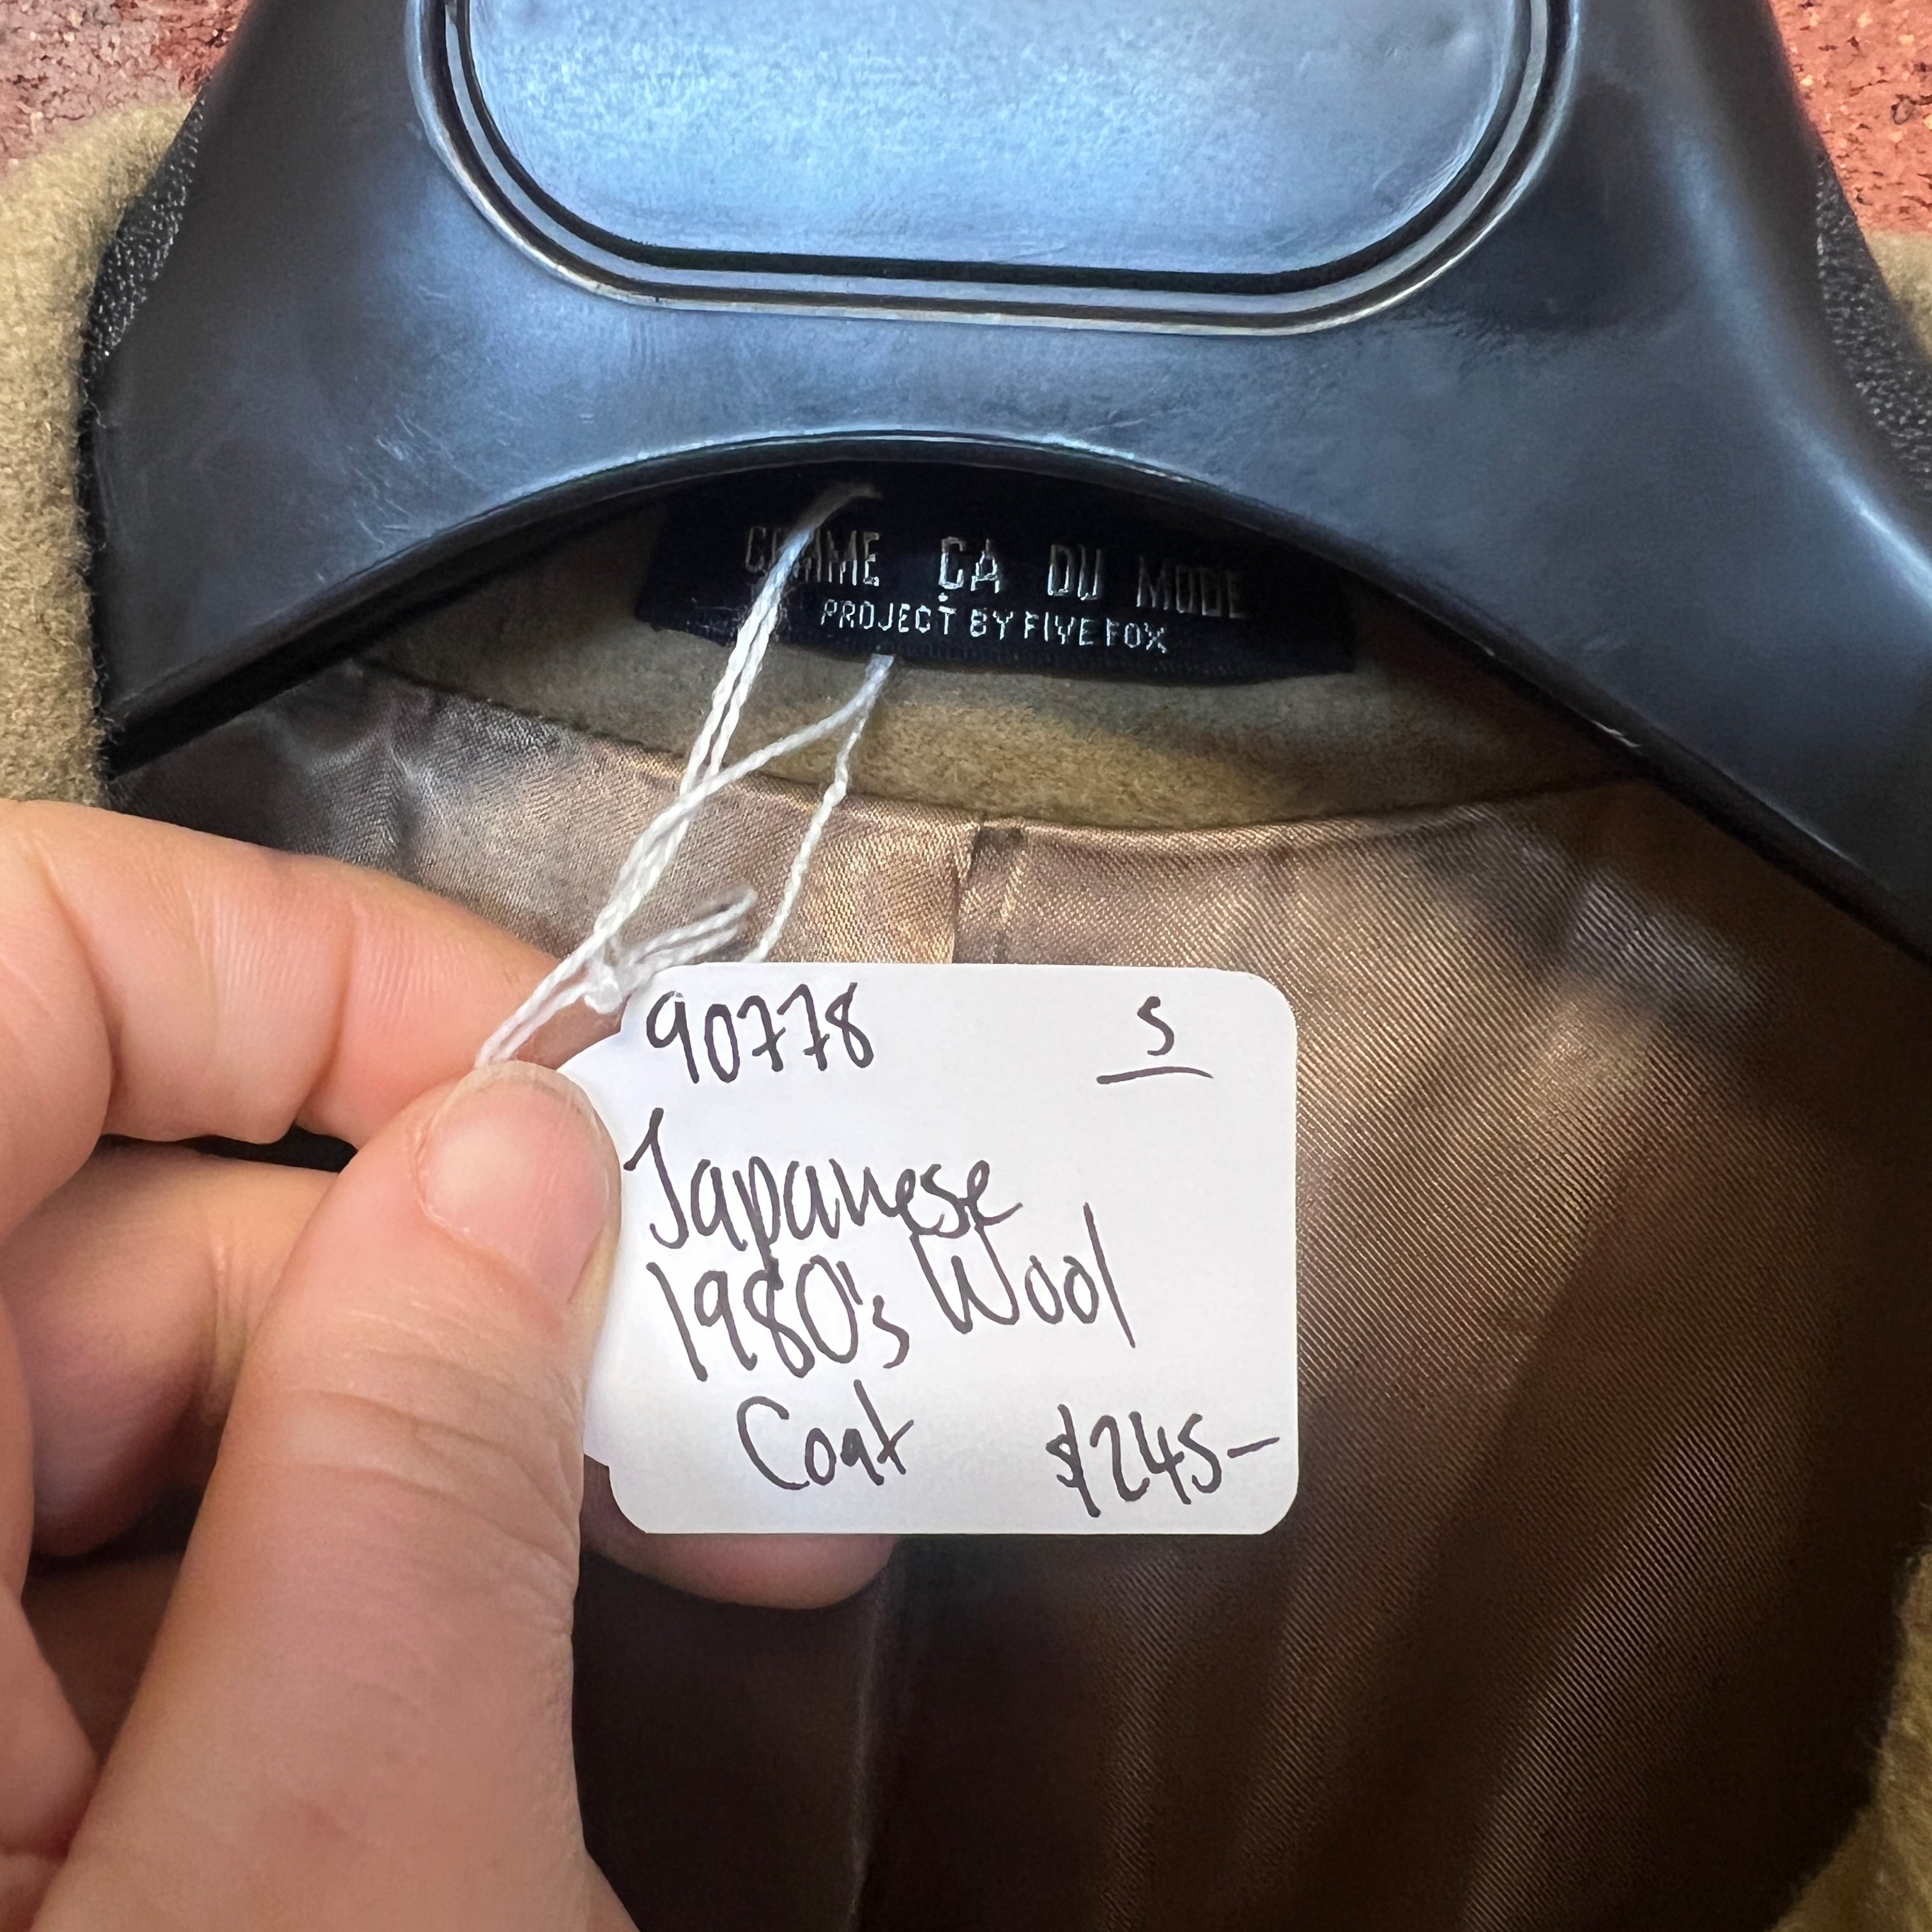 COMME ÇA DU MODE
PROJECT BY FIVE FOX
90778 S
Japanese
1980's Wool
Coat $245-